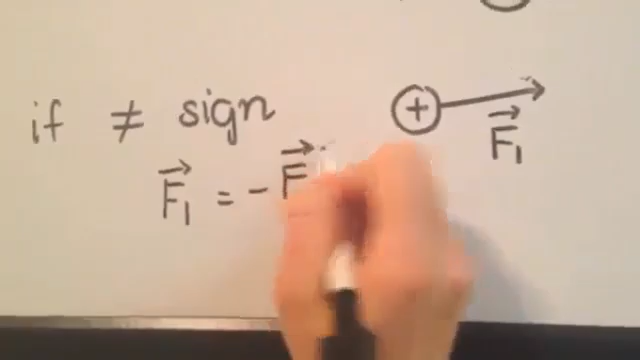 if ≠ sign
+
F⃗₁
F⃗₁ = - F⃗